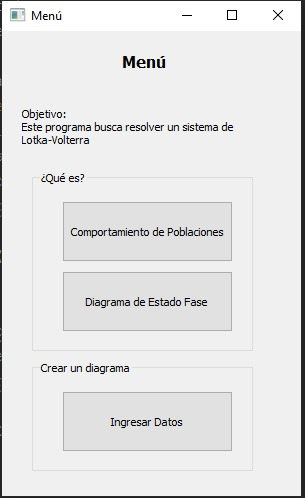 Menú
Menú
Objetivo:
Este programa busca resolver un sistema de
Lotka-Volterra
¿Qué es?
Comportamiento de Poblaciones
Diagrama de Estado Fase
Crear un diagrama
Ingresar Datos